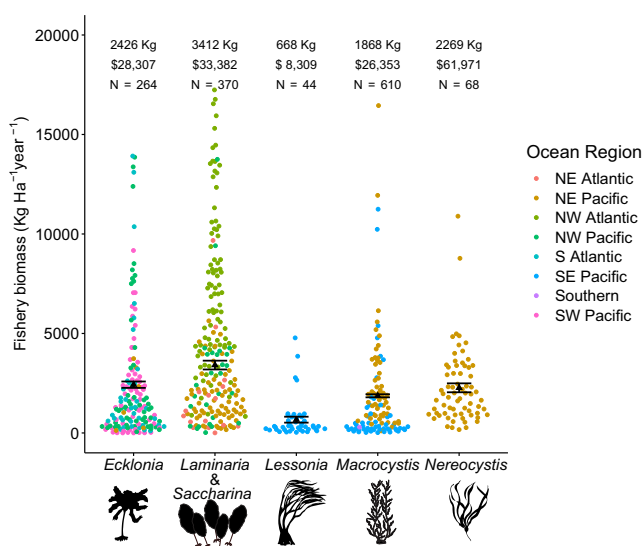 20000
15000
10000
5000
0
Fishery biomass (Kg Ha⁻¹year⁻¹)
2426 Kg 3412 Kg 668 Kg 1868 Kg 2269 Kg
$28,307 $33,382 $ 8,309 $26,353 $61,971
N = 264 N = 370 N = 44 N = 610 N = 68
Ecklonia Laminaria Lessonia Macrocystis Nereocystis
&
Saccharina
Ocean Region
NE Atlantic
NE Pacific
NW Atlantic
NW Pacific
S Atlantic
SE Pacific
Southern
SW Pacific